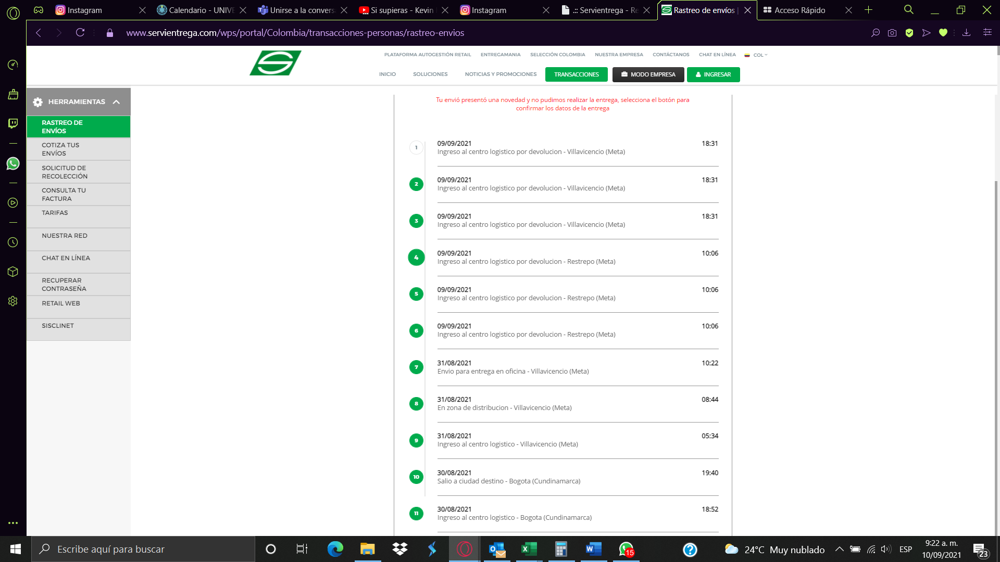 Instagram
Calendario - UNIVE
Unirse a la convers
Si supieras - Kevin
Instagram
.:: Servientrega - Re
Rastreo de envíos |
Acceso Rápido
www.servientrega.com/wps/portal/Colombia/transacciones-personas/rastreo-envios
PLATAFORMA AUTOGESTIÓN RETAIL ENTREGAMANIA SELECCIÓN COLOMBIA NUESTRA EMPRESA CONTÁCTANOS CHAT EN LÍNEA COL
INICIO SOLUCIONES NOTICIAS Y PROMOCIONES TRANSACCIONES MODO EMPRESA INGRESAR
HERRAMIENTAS
RASTREO DE
ENVÍOS
COTIZA TUS
ENVÍOS
SOLICITUD DE
RECOLECCIÓN
CONSULTA TU
FACTURA
TARIFAS
NUESTRA RED
CHAT EN LÍNEA
RECUPERAR
CONTRASEÑA
RETAIL WEB
SISCLINET
Tu envió presentó una novedad y no pudimos realizar la entrega, selecciona el botón para
confirmar los datos de la entrega
1 09/09/2021 18:31
Ingreso al centro logistico por devolucion - Villavicencio (Meta)
2 09/09/2021 18:31
Ingreso al centro logistico por devolucion - Villavicencio (Meta)
3 09/09/2021 18:31
Ingreso al centro logistico por devolucion - Villavicencio (Meta)
4 09/09/2021 10:06
Ingreso al centro logistico por devolucion - Restrepo (Meta)
5 09/09/2021 10:06
Ingreso al centro logistico por devolucion - Restrepo (Meta)
6 09/09/2021 10:06
Ingreso al centro logistico por devolucion - Restrepo (Meta)
7 31/08/2021 10:22
Envio para entrega en oficina - Villavicencio (Meta)
8 31/08/2021 08:44
En zona de distribucion - Villavicencio (Meta)
9 31/08/2021 05:34
Ingreso al centro logistico - Villavicencio (Meta)
10 30/08/2021 19:40
Salio a ciudad destino - Bogota (Cundinamarca)
11 30/08/2021 18:52
Ingreso al centro logistico - Bogota (Cundinamarca)
Escribe aquí para buscar
15
24°C Muy nublado
ESP
9:22 a. m.
10/09/2021
23